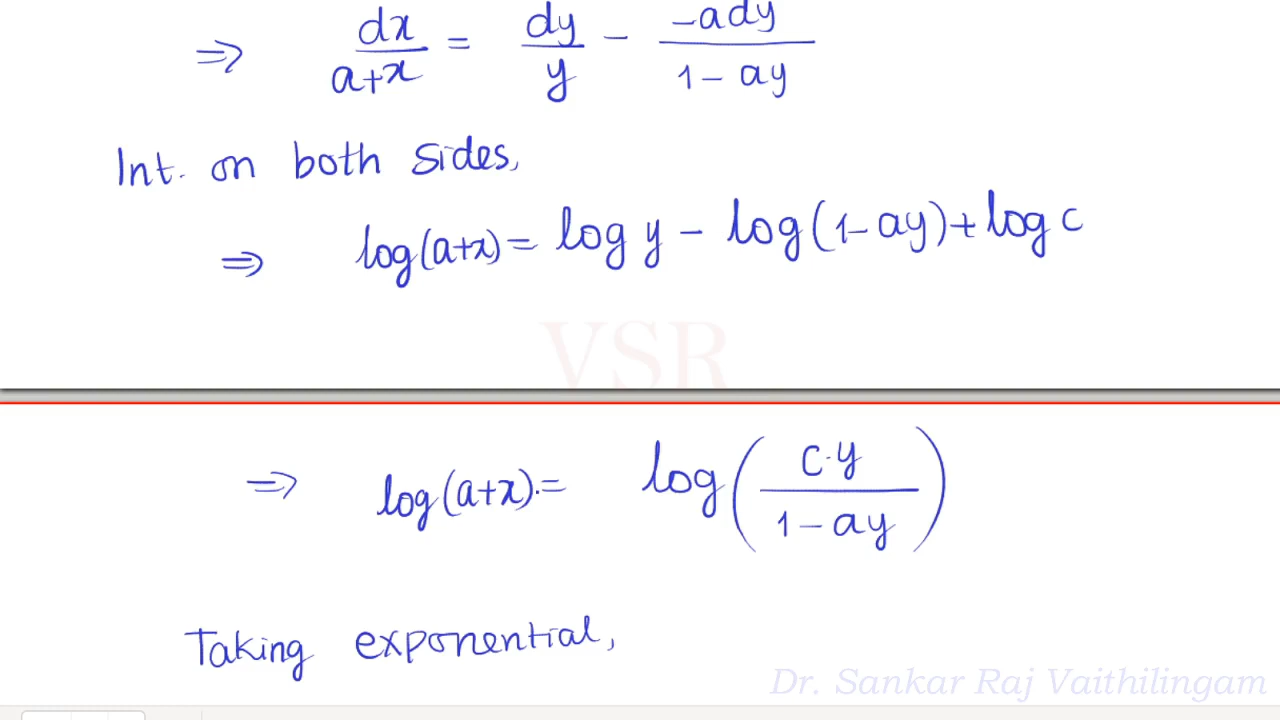 ⇒ dx/(a+x) = dy/y − −ady/(1−ay)
Int. on both sides,
⇒ log(a+x) = log y − log(1−ay) + log c
VSR
⇒ log(a+x). = log(c·y/(1−ay))
Taking exponential,
Dr. Sankar Raj Vaithilingam